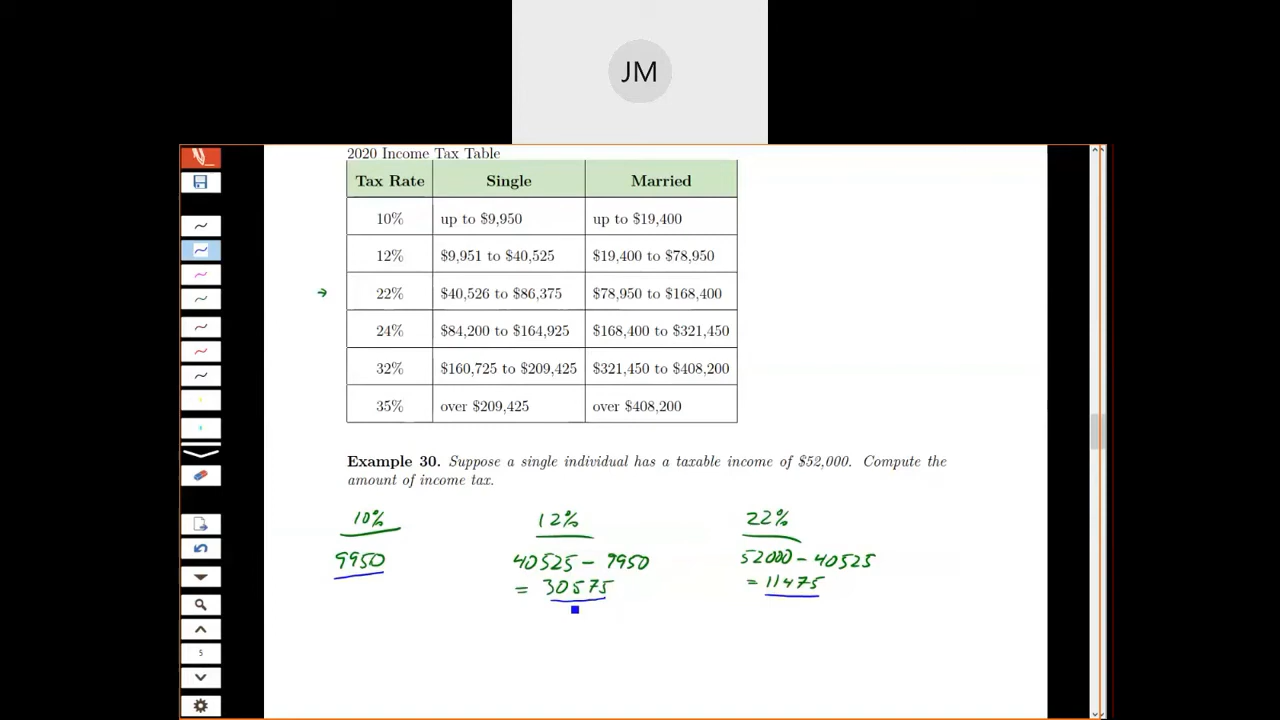 JM
2020 Income Tax Table
Tax Rate Single Married
10% up to $9,950 up to $19,400
12% $9,951 to $40,525 $19,400 to $78,950
→ 22% $40,526 to $86,375 $78,950 to $168,400
24% $84,200 to $164,925 $168,400 to $321,450
32% $160,725 to $209,425 $321,450 to $408,200
35% over $209,425 over $408,200
Example 30. Suppose a single individual has a taxable income of $52,000. Compute the
amount of income tax.
10% 12% 22%
9950 40525 - 9950 52000 - 40525
= 30575 = 11475
5